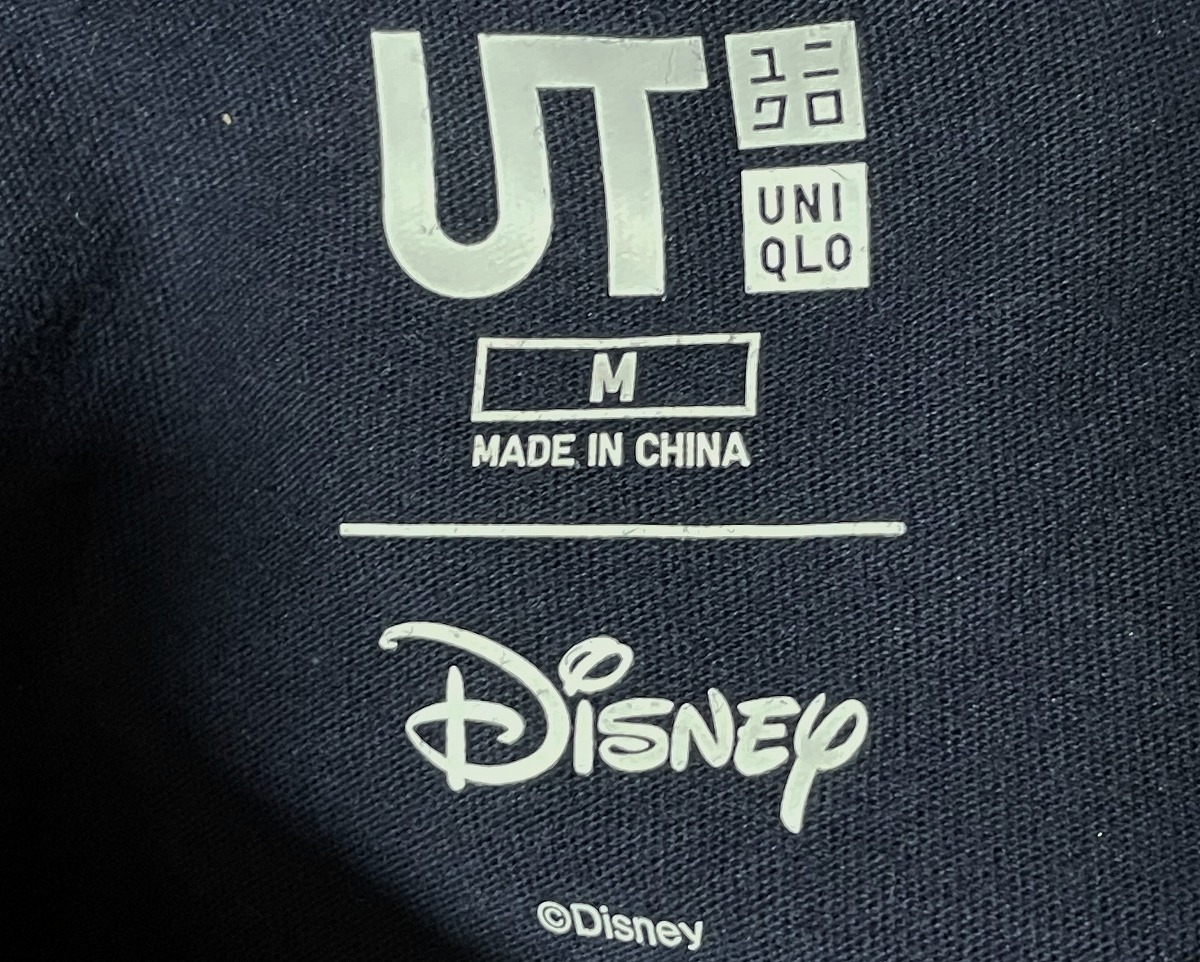 UT
ユニ
クロ
UNI
QLO
M
MADE IN CHINA
Disney
©Disney